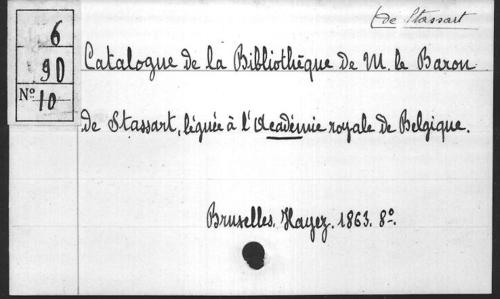 (de Stassart
6
90
No 10
Catalogue de la Bibliothèque de M. le Baron
de Stassart, léguée à l'Académie royale de Belgique.
Bruxelles. Hayez. 1863. 8º.